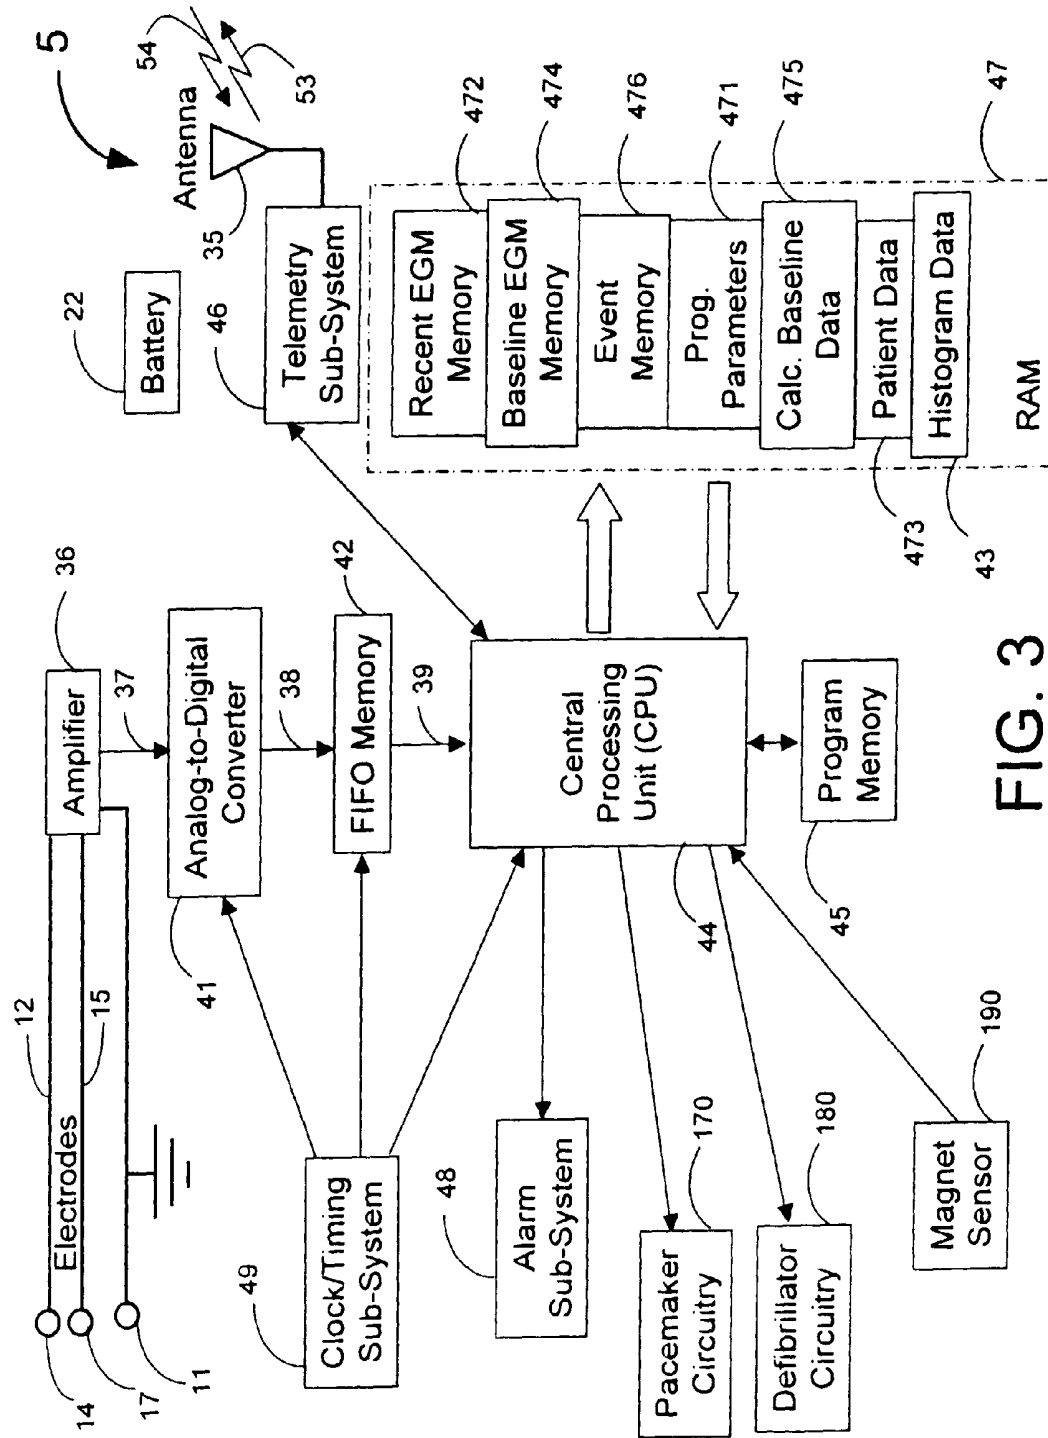 5
54
53
Antenna
35
22
Battery
46
Telemetry
Sub-System
36
Amplifier
37
12
15
Electrodes
14
17
11
Analog-to-Digital
Converter
41
38
42
FIFO Memory
39
49
Clock/Timing
Sub-System
Central
Processing
Unit (CPU)
44
48
Alarm
Sub-System
Pacemaker
Circuitry
170
Defibrillator
Circuitry
180
Magnet
Sensor
190
Program
Memory
45
Recent EGM
Memory
472
Baseline EGM
Memory
474
Event
Memory
476
Prog.
Parameters
471
Calc. Baseline
Data
475
Patient Data
473
Histogram Data
43
47
RAM
FIG. 3